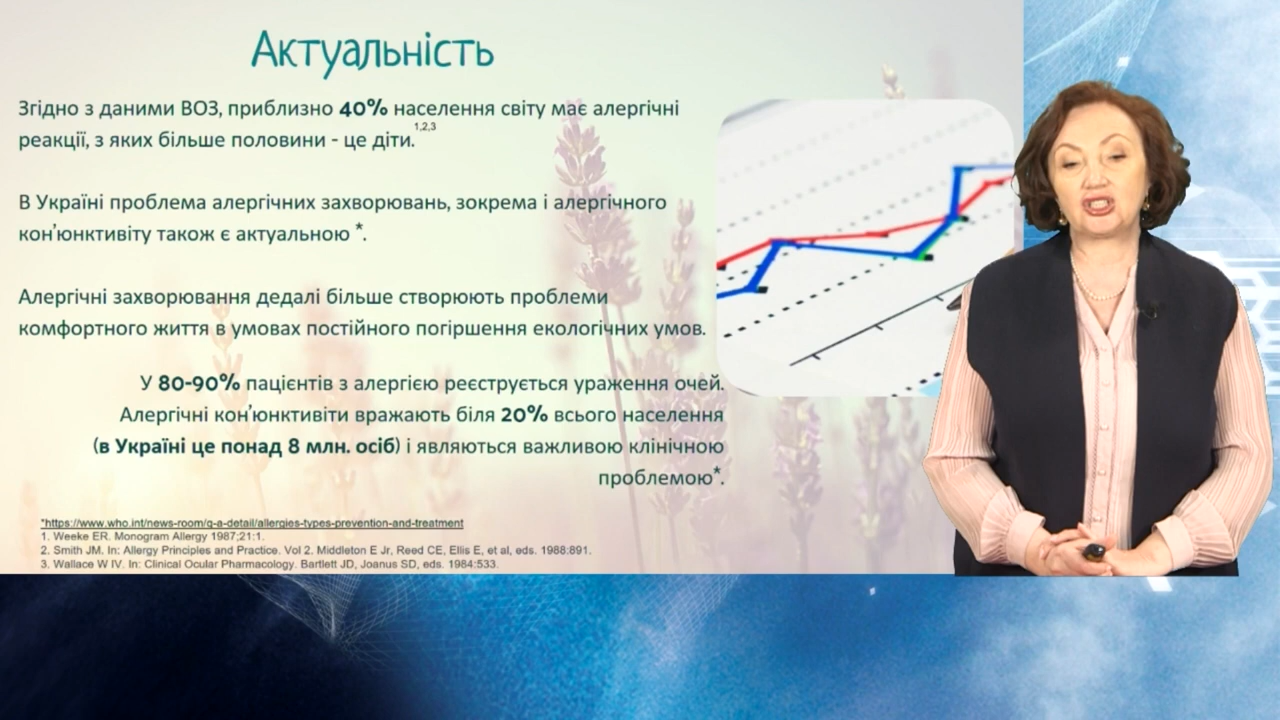 Актуальність
Згідно з даними ВОЗ, приблизно 40% населення світу має алергічні
реакції, з яких більше половини - це діти.1,2,3
В Україні проблема алергічних захворювань, зокрема і алергічного
кон'юнктивіту також є актуальною *.
Алергічні захворювання дедалі більше створюють проблеми
комфортного життя в умовах постійного погіршення екологічних умов.
У 80-90% пацієнтів з алергією реєструється ураження очей.
Алергічні кон'юнктивіти вражають біля 20% всього населення
(в Україні це понад 8 млн. осіб) і являються важливою клінічною
проблемою*.
*https://www.who.int/news-room/q-a-detail/allergies-types-prevention-and-treatment
1. Weeke ER. Monogram Allergy 1987;21:1.
2. Smith JM. In: Allergy Principles and Practice. Vol 2. Middleton E Jr, Reed CE, Ellis E, et al, eds. 1988:891.
3. Wallace W IV. In: Clinical Ocular Pharmacology. Bartlett JD, Joanus SD, eds. 1984:533.